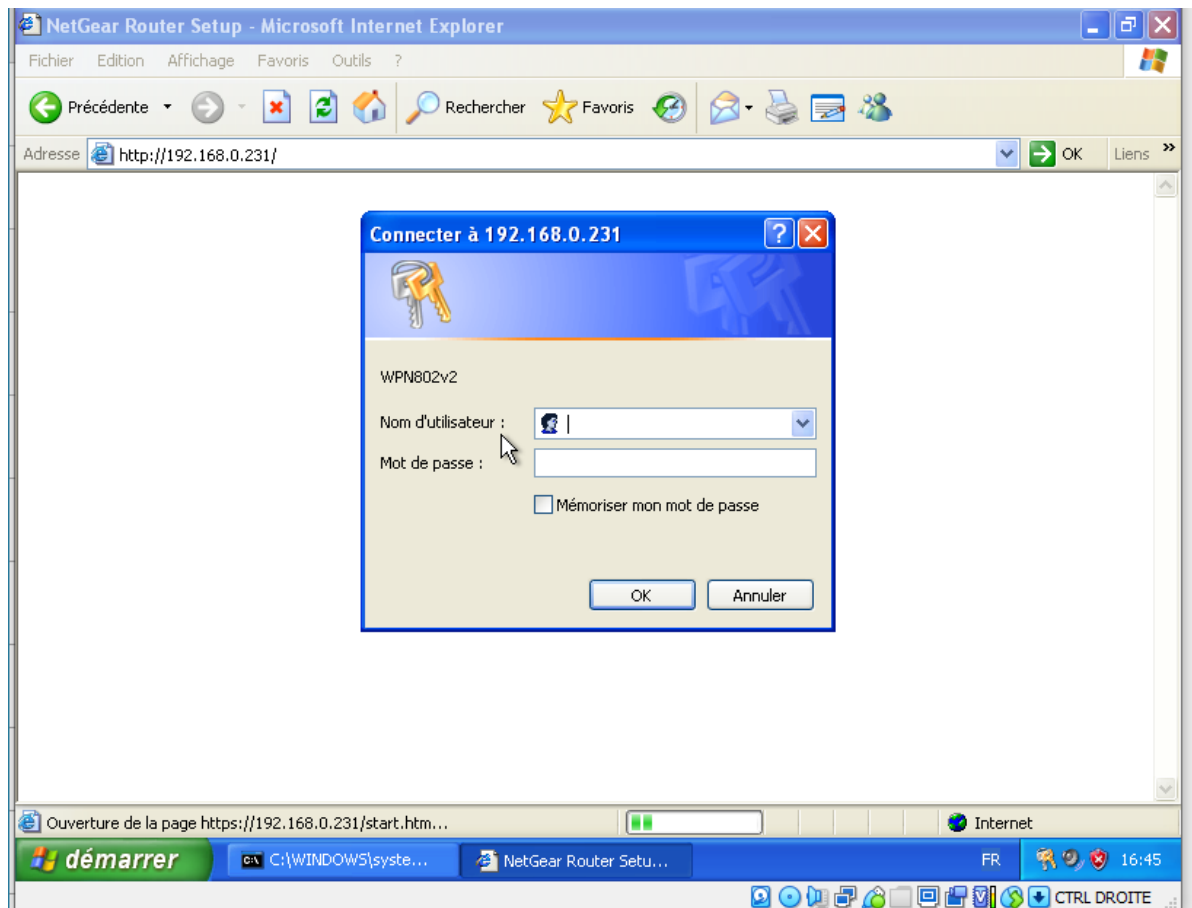 NetGear Router Setup - Microsoft Internet Explorer
Fichier Edition Affichage Favoris Outils ?
Précédente Rechercher Favoris
Adresse http://192.168.0.231/ OK Liens »
Connecter à 192.168.0.231
WPN802v2
Nom d'utilisateur :
Mot de passe :
Mémoriser mon mot de passe
OK Annuler
Ouverture de la page https://192.168.0.231/start.htm... Internet
démarrer C:\WINDOWS\syste... NetGear Router Setu... FR 16:45
CTRL DROITE